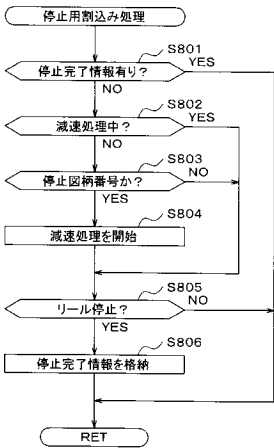 停止用割込み処理
S801
停止完了情報有り？
YES
NO
S802
減速処理中？
YES
NO
S803
停止図柄番号か？
NO
YES
S804
減速処理を開始
S805
リール停止？
NO
YES
S806
停止完了情報を格納
RET